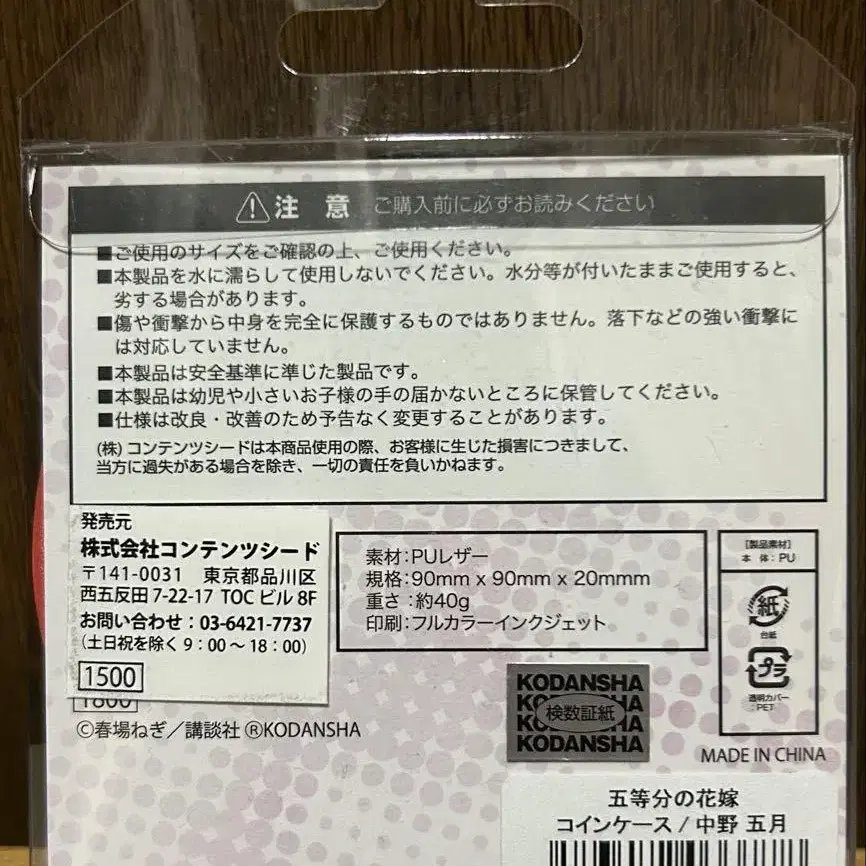 注 意 ご購入前に必ずお読みください
■ご使用のサイズをご確認の上、ご使用ください。
■本製品を水に濡らして使用しないでください。水分等が付いたままご使用すると、
劣する場合があります。
■傷や衝撃から中身を完全に保護するものではありません。落下などの強い衝撃に
は対応していません。
■本製品は安全基準に準じた製品です。
■本製品は幼児や小さいお子様の手の届かないところに保管してください。
■仕様は改良・改善のため予告なく変更することがあります。
(株) コンテンツシードは本商品使用の際、お客様に生じた損害につきまして、
当方に過失がある場合を除き、一切の責任を負いかねます。
発売元
株式会社コンテンツシード
〒141-0031 東京都品川区
西五反田 7-22-17 TOC ビル 8F
お問い合わせ：03-6421-7737
(土日祝を除く 9：00 ～ 18：00)
1500
1800
©春場ねぎ／講談社 ®KODANSHA
素材：PUレザー
規格：90mm x 90mm x 20mmm
重さ：約40g
印刷：フルカラーインクジェット
[製品素材]
本 体：PU
紙
台紙
プラ
透明カバー
：PET
KODANSHA
KODANSHA
検数証紙
KODANSHA
KODANSHA
MADE IN CHINA
五等分の花嫁
コインケース / 中野 五月